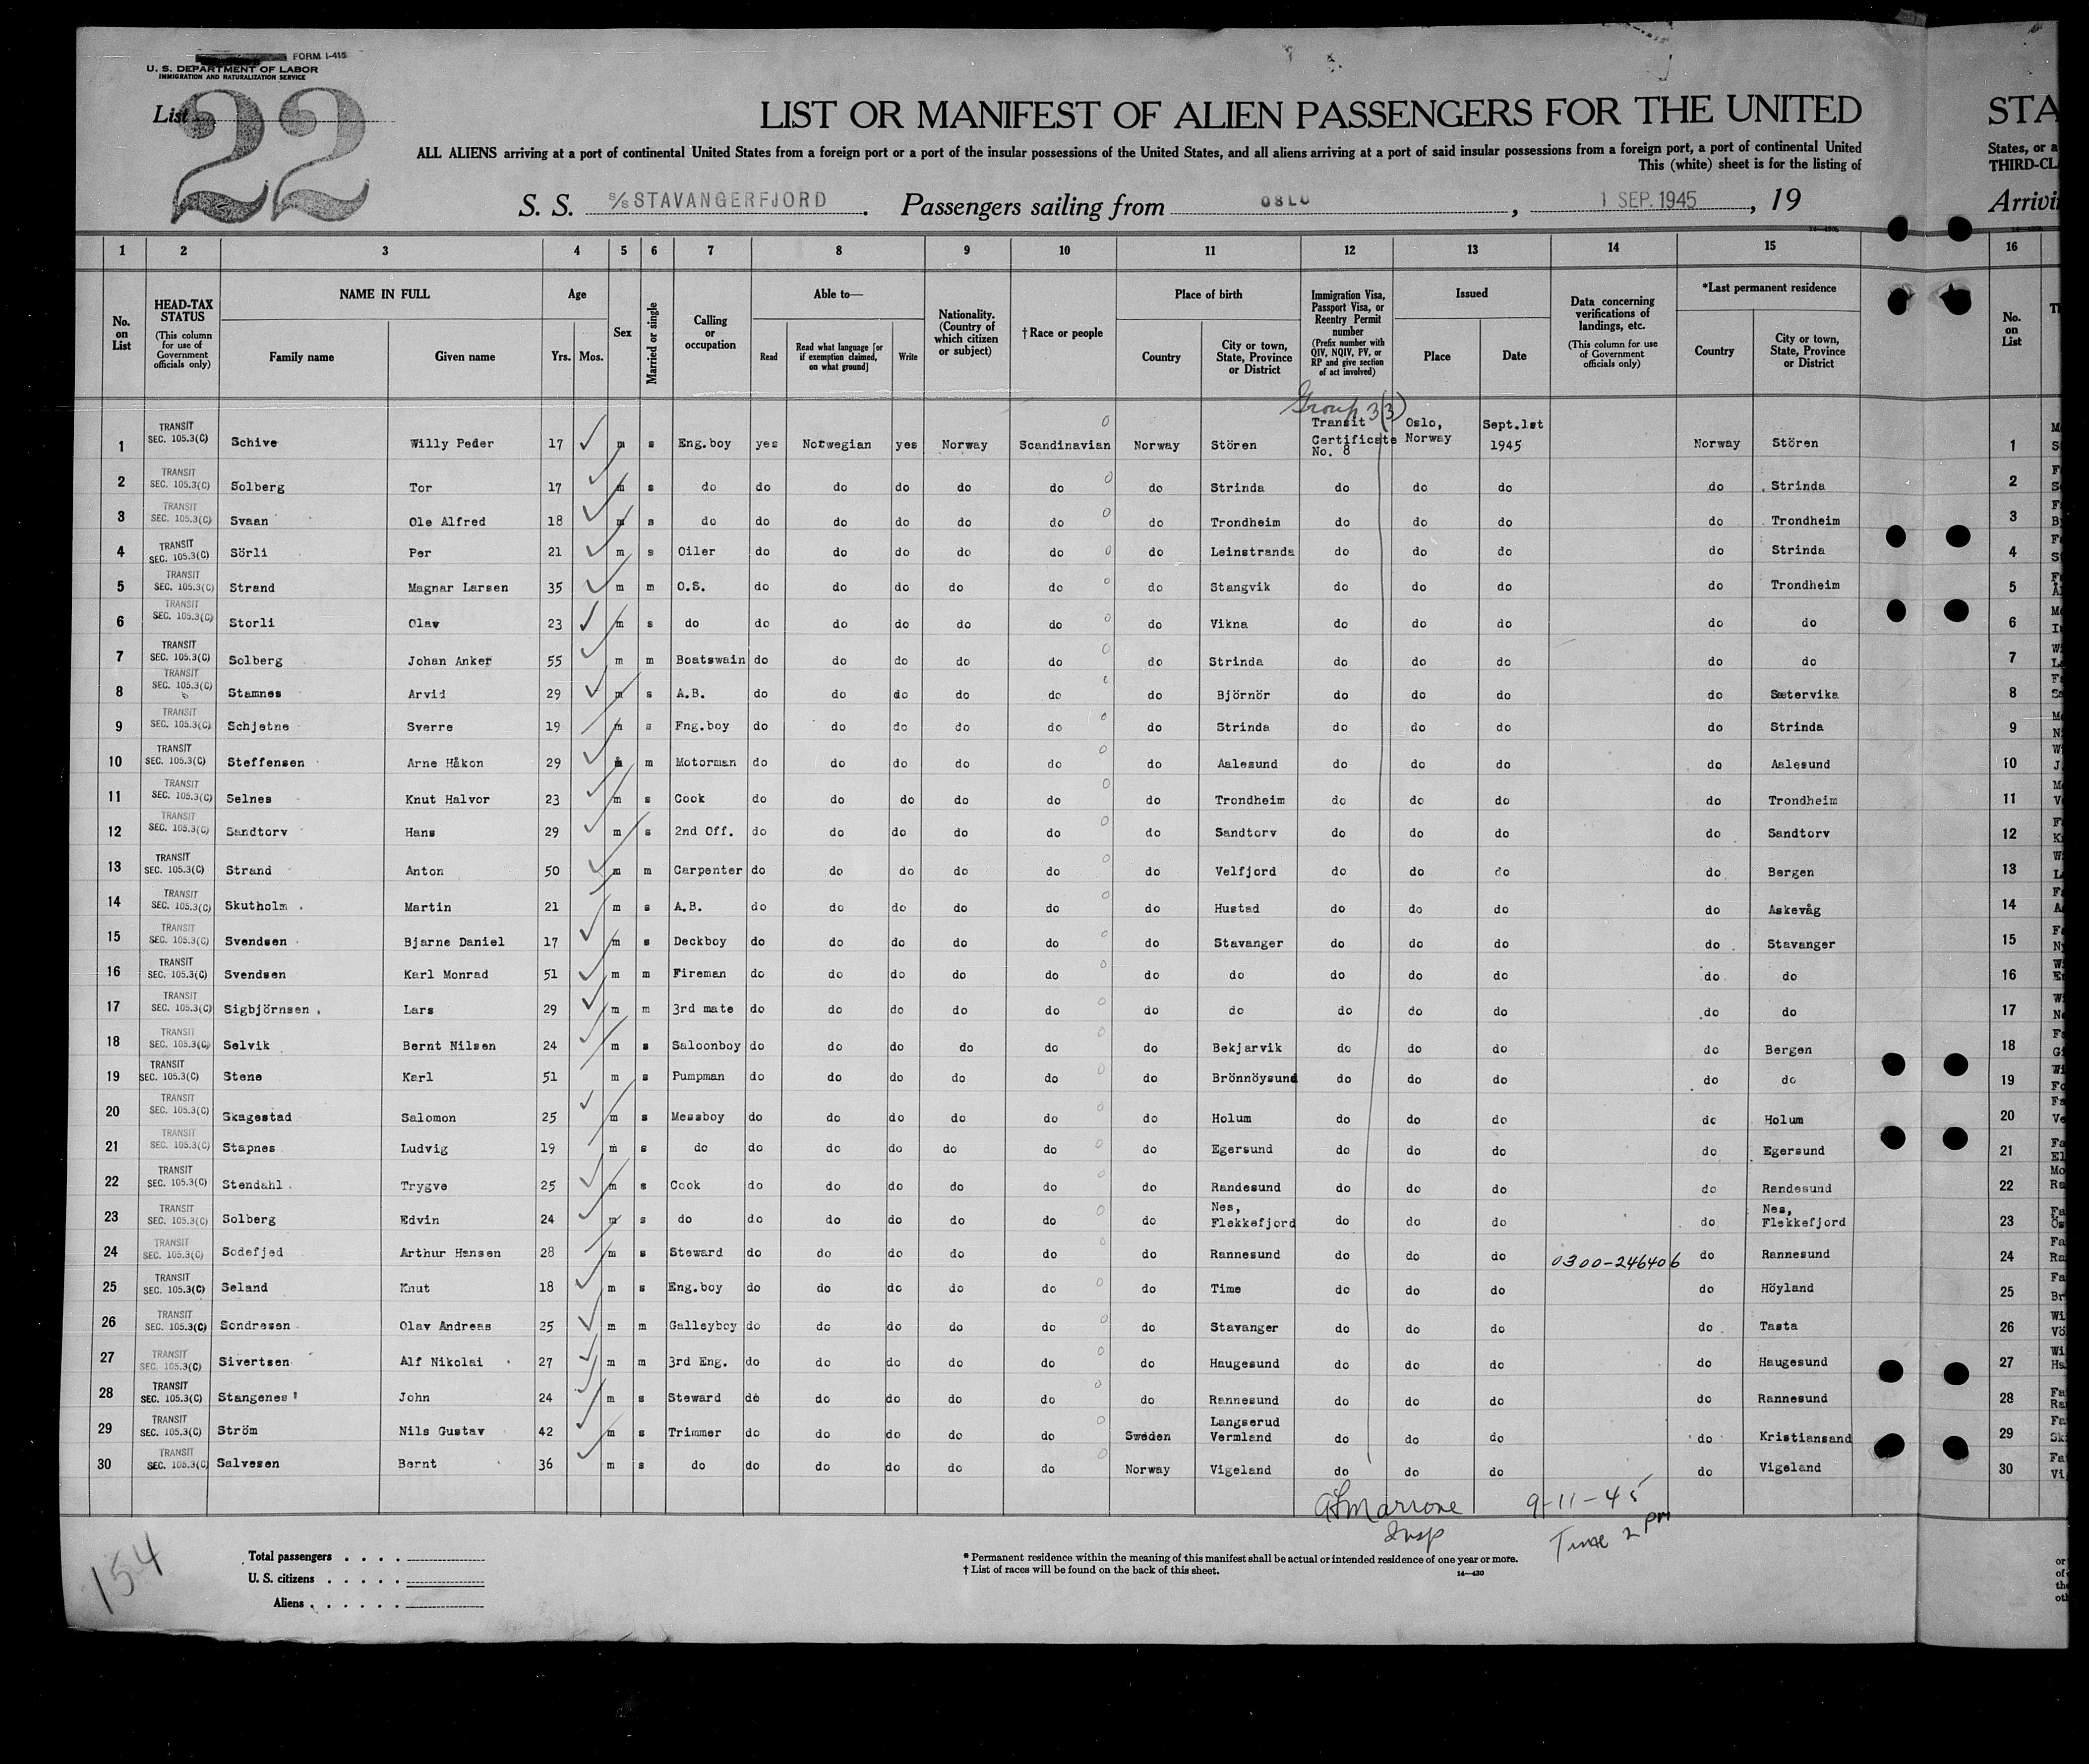 FORM I-415
U. S. DEPARTMENT OF LABOR
IMMIGRATION AND NATURALIZATION SERVICE
List 22
LIST OR MANIFEST OF ALIEN PASSENGERS FOR THE UNITED STA
ALL ALIENS arriving at a port of continental United States from a foreign port or a port of the insular possessions of the United States, and all aliens arriving at a port of said insular possessions from a foreign port, a port of continental United States, or a
This (white) sheet is for the listing of THIRD-CL
S. S. S/S STAVANGERFJORD. Passengers sailing from OSLO, 1 SEP. 1945, 19 Arrivi
1 2 3 4 5 6 7 8 9 10 11 12 13 14 15 16
No. on List
HEAD-TAX STATUS (This column for use of Government officials only)
NAME IN FULL Family name Given name
Age Yrs. Mos.
Sex
Married or single
Calling or occupation
Able to— Read Read what language [or if exemption claimed, on what ground] Write
Nationality. (Country of which citizen or subject)
† Race or people
Place of birth Country City or town, State, Province or District
Immigration Visa, Passport Visa, or Reentry Permit number (Prefix number with QIV, NQIV, PV, or RP and give section of act involved)
Issued Place Date
Data concerning verifications of landings, etc. (This column for use of Government officials only)
*Last permanent residence Country City or town, State, Province or District
No. on List
Group 3(3)
1 TRANSIT SEC. 105.3(C) Schive Willy Peder 17 m s Eng.boy yes Norwegian yes Norway Scandinavian Norway Stören Transit Certificate No. 8 Oslo, Norway Sept.1st 1945 Norway Stören 1
2 TRANSIT SEC. 105.3(C) Solberg Tor 17 m s do do do do do do do Strinda do do do do Strinda 2
3 TRANSIT SEC. 105.3(C) Svaan Ole Alfred 18 m s do do do do do do do Trondheim do do do do Trondheim 3
4 TRANSIT SEC. 105.3(C) Sörli Per 21 m s Oiler do do do do do do Leinstranda do do do do Strinda 4
5 TRANSIT SEC. 105.3(C) Strand Magnar Larsen 35 m m O.S. do do do do do do Stangvik do do do do Trondheim 5
6 TRANSIT SEC. 105.3(C) Storli Olav 23 m s do do do do do do do Vikna do do do do do 6
7 TRANSIT SEC. 105.3(C) Solberg Johan Anker 55 m m Boatswain do do do do do do Strinda do do do do do 7
8 TRANSIT SEC. 105.3(C) Stamnes Arvid 29 m s A.B. do do do do do do Björnör do do do do Sætervika 8
9 TRANSIT SEC. 105.3(C) Schjetne Sverre 19 m s Fng.boy do do do do do do Strinda do do do do Strinda 9
10 TRANSIT SEC. 105.3(C) Steffensen Arne Håkon 29 m m Motorman do do do do do do Aalesund do do do do Aalesund 10
11 TRANSIT SEC. 105.3(C) Selnes Knut Halvor 23 m s Cook do do do do do do Trondheim do do do do Trondheim 11
12 TRANSIT SEC. 105.3(C) Sandtorv Hans 29 m s 2nd Off. do do do do do do Sandtorv do do do do Sandtorv 12
13 TRANSIT SEC. 105.3(C) Strand Anton 50 m m Carpenter do do do do do do Velfjord do do do do Bergen 13
14 TRANSIT SEC. 105.3(C) Skutholm Martin 21 m s A.B. do do do do do do Hustad do do do do Askevåg 14
15 TRANSIT SEC. 105.3(C) Svendsen Bjarne Daniel 17 m s Deckboy do do do do do do Stavanger do do do do Stavanger 15
16 TRANSIT SEC. 105.3(C) Svendsen Karl Monrad 51 m m Fireman do do do do do do do do do do do do 16
17 TRANSIT SEC. 105.3(C) Sigbjörnsen Lars 29 m m 3rd mate do do do do do do do do do do do do 17
18 TRANSIT SEC. 105.3(C) Selvik Bernt Nilsen 24 m s Saloonboy do do do do do do Bekjarvik do do do do Bergen 18
19 TRANSIT SEC. 105.3(C) Stene Karl 51 m s Pumpman do do do do do do Brönnöysund do do do do do 19
20 TRANSIT SEC. 105.3(C) Skagestad Salomon 25 m s Messboy do do do do do do Holum do do do do Holum 20
21 TRANSIT SEC. 105.3(C) Stapnes Ludvig 19 m s do do do do do do do Egersund do do do do Egersund 21
22 TRANSIT SEC. 105.3(C) Stendahl Trygve 25 m s Cook do do do do do do Randesund do do do do Randesund 22
23 TRANSIT SEC. 105.3(C) Solberg Edvin 24 m s do do do do do do do Nes, Flekkefjord do do do do Nes, Flekkefjord 23
24 TRANSIT SEC. 105.3(C) Sodefjed Arthur Hansen 28 m s Steward do do do do do do Rannesund do do do 0300-246406 do Rannesund 24
25 TRANSIT SEC. 105.3(C) Seland Knut 18 m s Eng.boy do do do do do do Time do do do do Höyland 25
26 TRANSIT SEC. 105.3(C) Sondresen Olav Andreas 25 m m Galleyboy do do do do do do Stavanger do do do do Tasta 26
27 TRANSIT SEC. 105.3(C) Sivertsen Alf Nikolai 27 m m 3rd Eng. do do do do do do Haugesund do do do do Haugesund 27
28 TRANSIT SEC. 105.3(C) Stangenes John 24 m s Steward do do do do do do Rannesund do do do do Rannesund 28
29 TRANSIT SEC. 105.3(C) Ström Nils Gustav 42 m s Trimmer do do do do do Sweden Langserud Vermland do do do do Kristiansand 29
30 TRANSIT SEC. 105.3(C) Salvesen Bernt 36 m s do do do do do do Norway Vigeland do do do do Vigeland 30
Marrone Insp 9-11-45 Time 2 pm
154
Total passengers
U. S. citizens
Aliens
* Permanent residence within the meaning of this manifest shall be actual or intended residence of one year or more.
† List of races will be found on the back of this sheet.
14—430